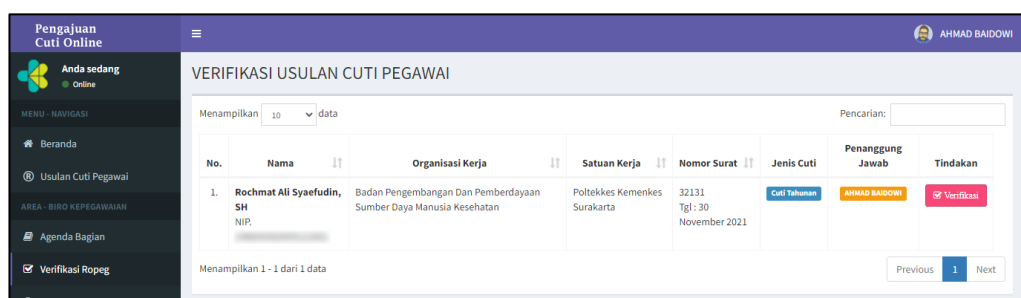 Pengajuan
Cuti Online
AHMAD BAIDOWI
Anda sedang
Online
VERIFIKASI USULAN CUTI PEGAWAI
MENU - NAVIGASI
Menampilkan 10 data
Pencarian:
Beranda
Usulan Cuti Pegawai
AREA - BIRO KEPEGAWAIAN
Agenda Bagian
Verifikasi Ropeg
No. Nama Organisasi Kerja Satuan Kerja Nomor Surat Jenis Cuti Penanggung Jawab Tindakan
1. Rochmat Ali Syaefudin, Badan Pengembangan Dan Pemberdayaan Poltekkes Kemenkes 32131 Cuti Tahunan AHMAD BAIDOWI Verifikasi
SH Sumber Daya Manusia Kesehatan Surakarta Tgl : 30
NIP. November 2021
Menampilkan 1 - 1 dari 1 data
Previous 1 Next